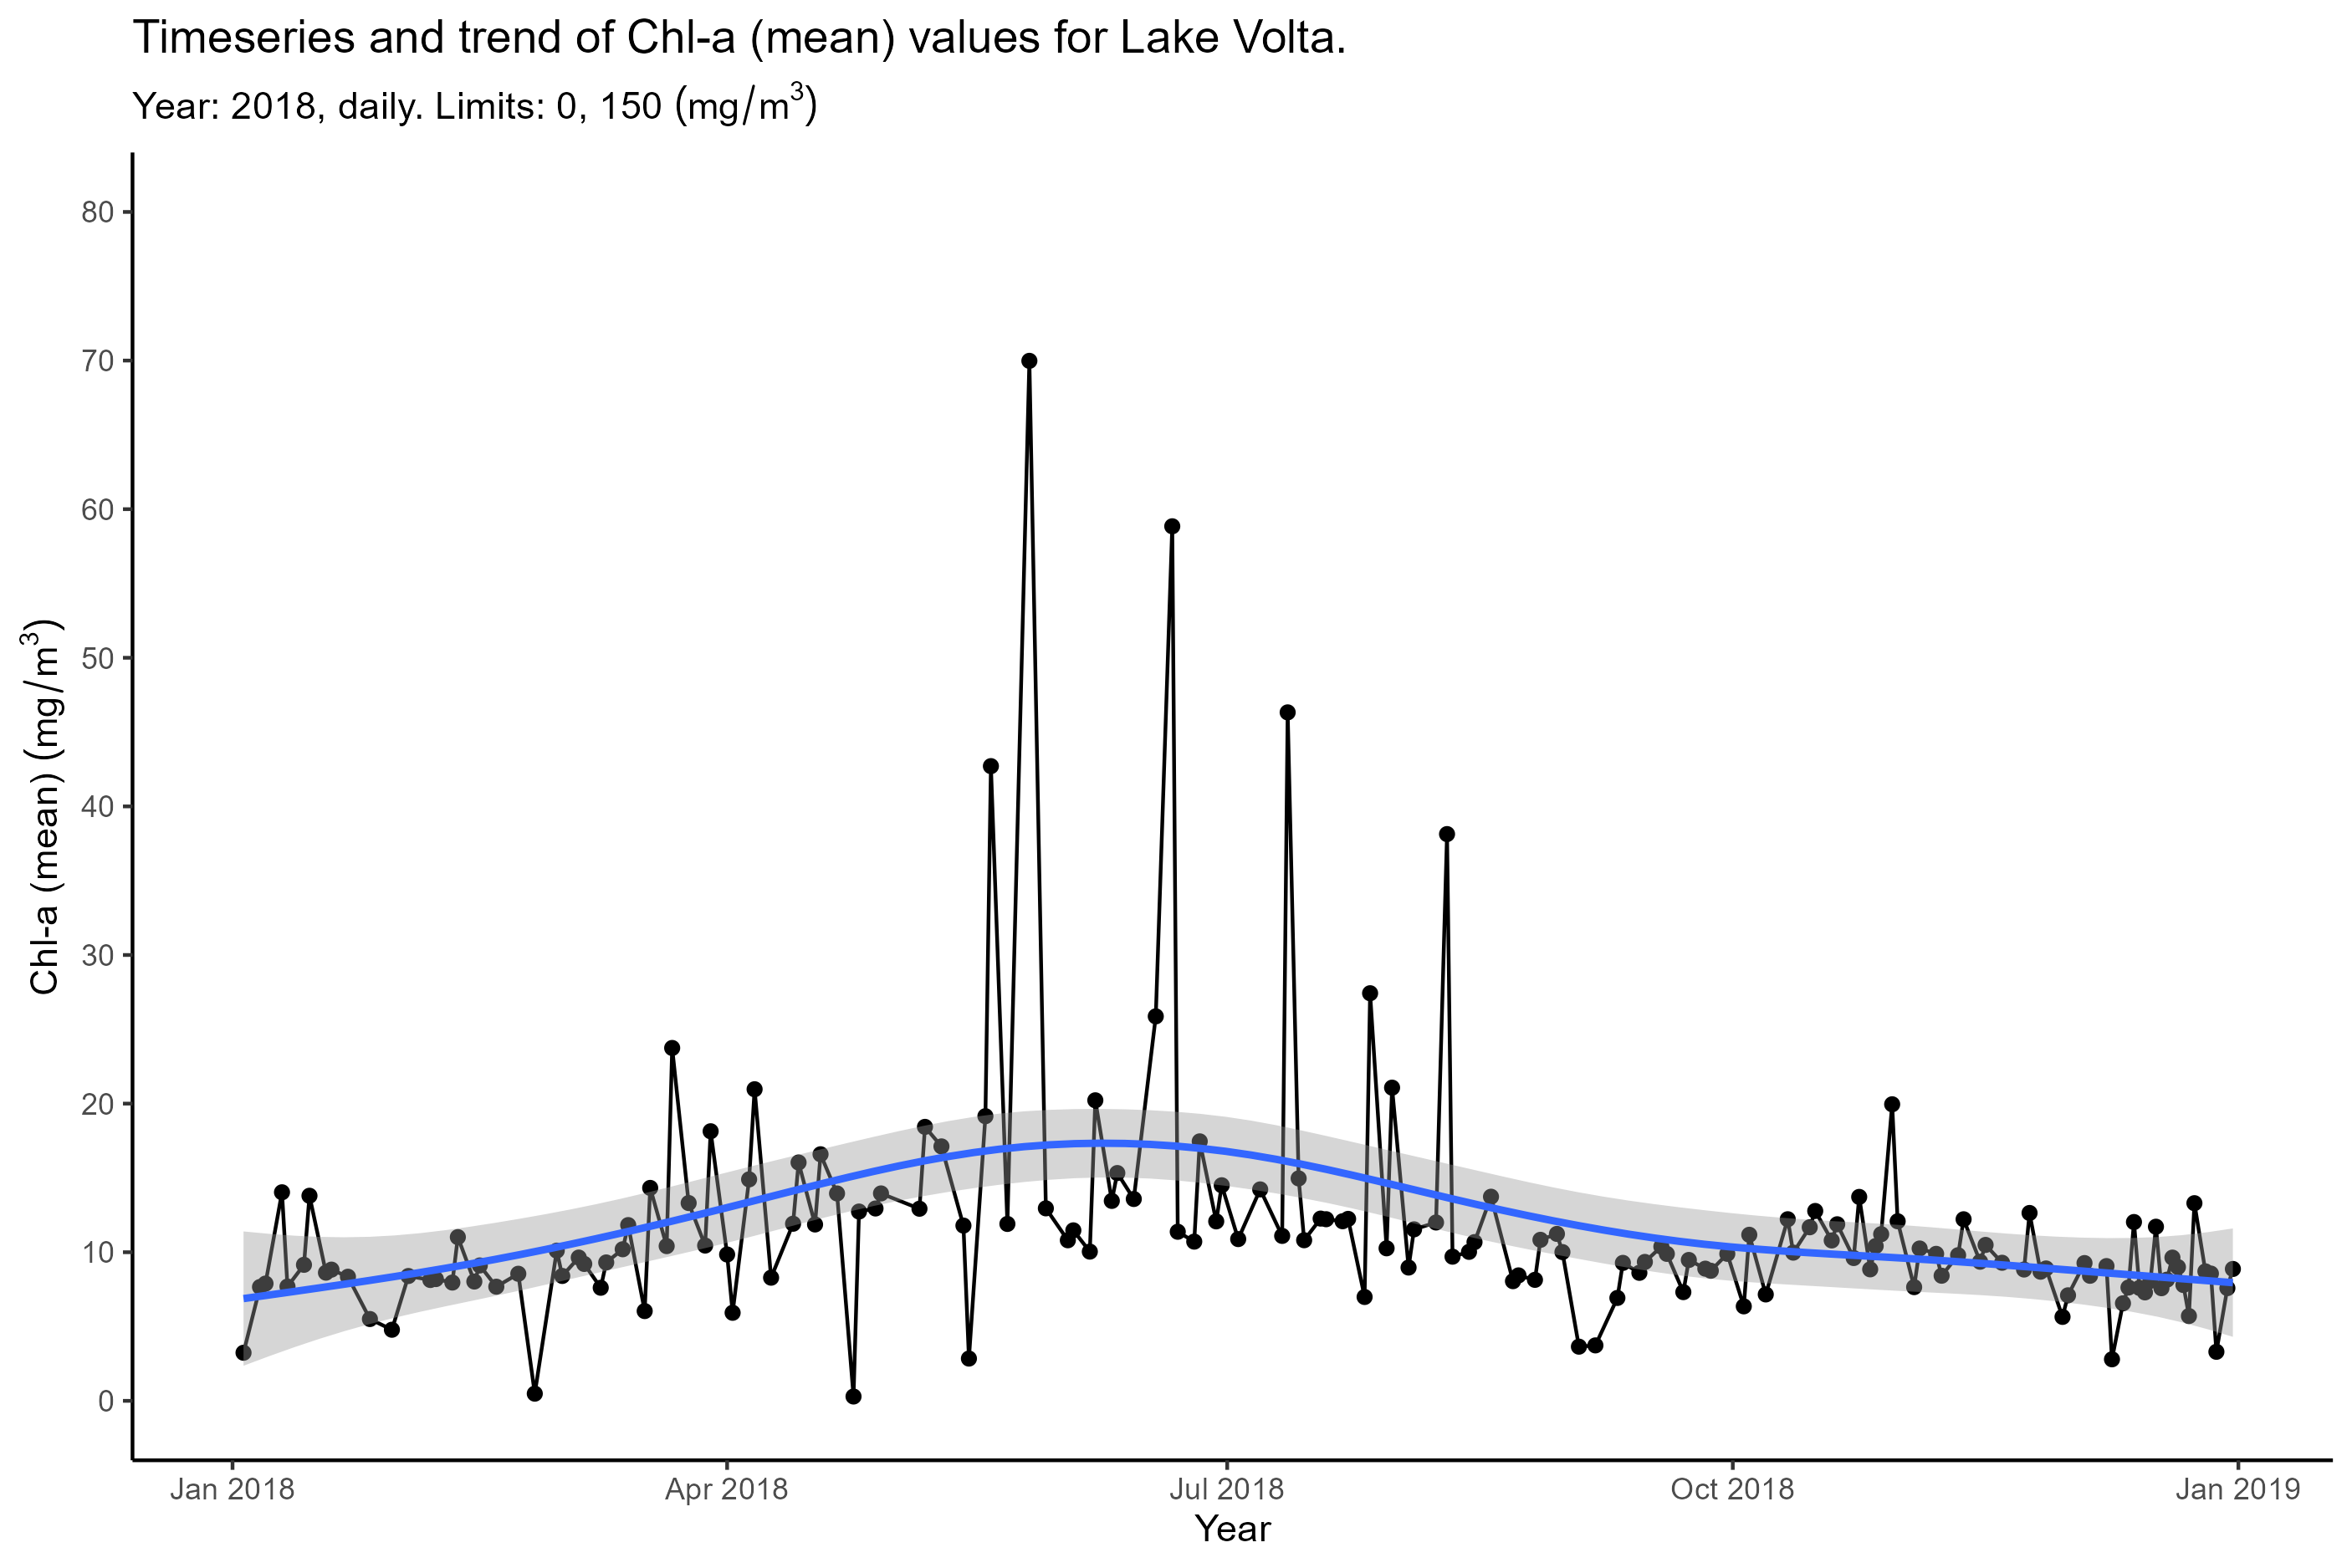 Timeseries and trend of Chl-a (mean) values for Lake Volta.
Year: 2018, daily. Limits: 0, 150 (mg/m³)
Chl-a (mean) (mg/m³)
80
70
60
50
40
30
20
10
0
Jan 2018 Apr 2018 Jul 2018 Oct 2018 Jan 2019
Year